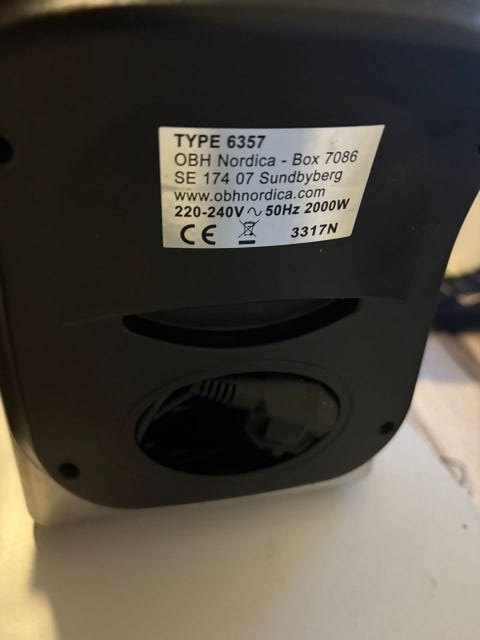 TYPE 6357
OBH Nordica - Box 7086
SE 174 07 Sundbyberg
www.obhnordica.com
220-240V ~ 50Hz 2000W
CE 3317N